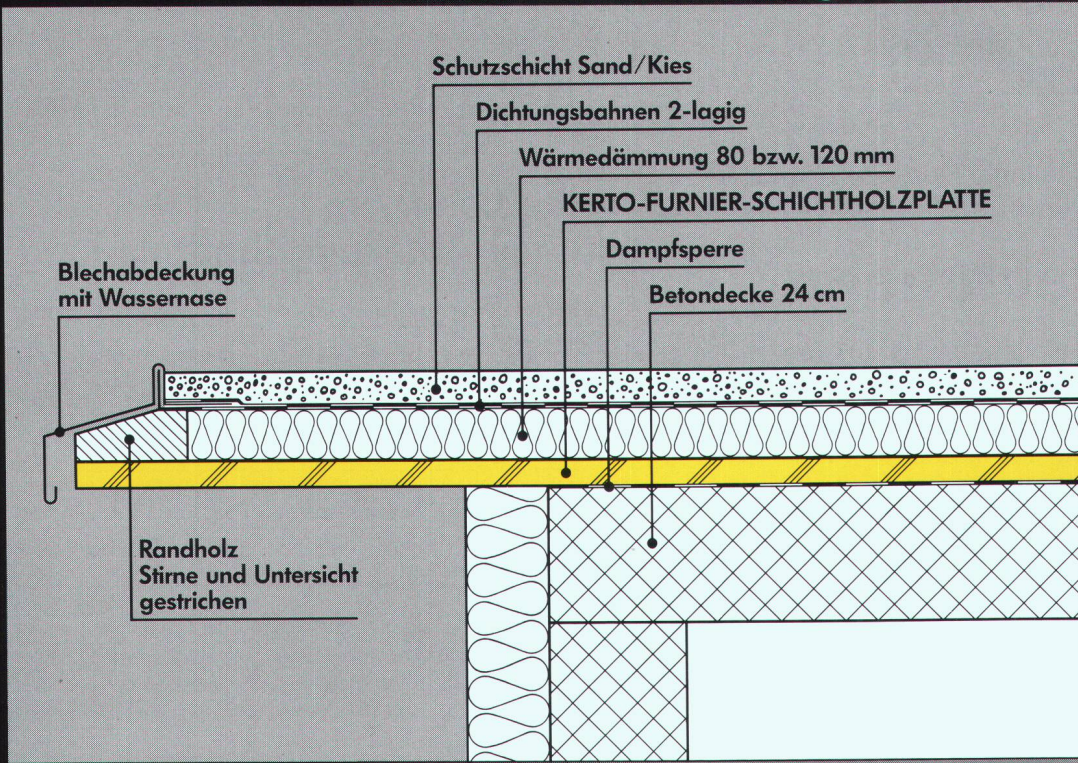 Schutzschicht Sand/Kies
Dichtungsbahnen 2-lagig
Wärmedämmung 80 bzw. 120 mm
KERTO-FURNIER-SCHICHTHOLZPLATTE
Dampfsperre
Betondecke 24 cm
Blechabdeckung
mit Wassernase
Randholz
Stirne und Untersicht
gestrichen